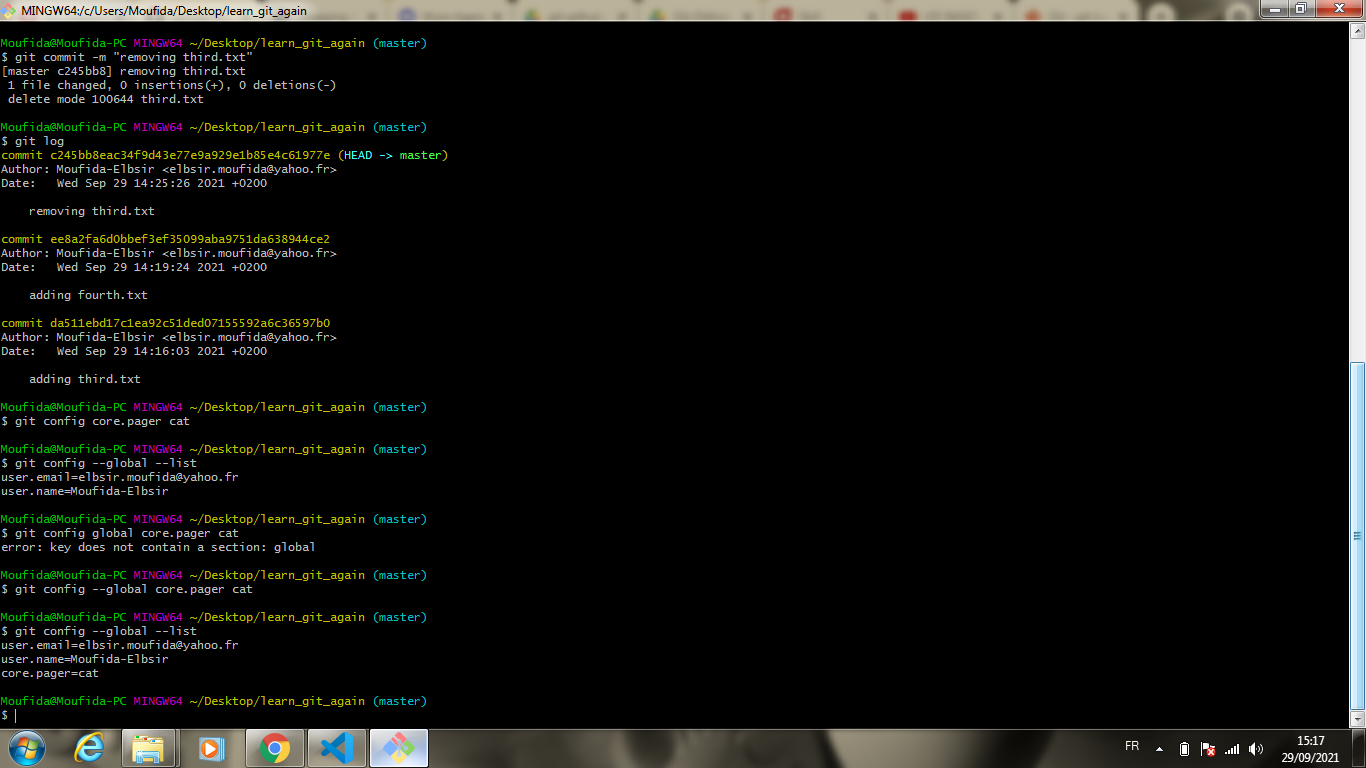 MINGW64:/c/Users/Moufida/Desktop/learn_git_again
Moufida@Moufida-PC MINGW64 ~/Desktop/learn_git_again (master)
$ git commit -m "removing third.txt"
[master c245bb8] removing third.txt
 1 file changed, 0 insertions(+), 0 deletions(-)
 delete mode 100644 third.txt
Moufida@Moufida-PC MINGW64 ~/Desktop/learn_git_again (master)
$ git log
commit c245bb8eac34f9d43e77e9a929e1b85e4c61977e (HEAD -> master)
Author: Moufida-Elbsir <elbsir.moufida@yahoo.fr>
Date:   Wed Sep 29 14:25:26 2021 +0200
    removing third.txt
commit ee8a2fa6d0bbef3ef35099aba9751da638944ce2
Author: Moufida-Elbsir <elbsir.moufida@yahoo.fr>
Date:   Wed Sep 29 14:19:24 2021 +0200
    adding fourth.txt
commit da511ebd17c1ea92c51ded07155592a6c36597b0
Author: Moufida-Elbsir <elbsir.moufida@yahoo.fr>
Date:   Wed Sep 29 14:16:03 2021 +0200
    adding third.txt
Moufida@Moufida-PC MINGW64 ~/Desktop/learn_git_again (master)
$ git config core.pager cat
Moufida@Moufida-PC MINGW64 ~/Desktop/learn_git_again (master)
$ git config --global --list
user.email=elbsir.moufida@yahoo.fr
user.name=Moufida-Elbsir
Moufida@Moufida-PC MINGW64 ~/Desktop/learn_git_again (master)
$ git config global core.pager cat
error: key does not contain a section: global
Moufida@Moufida-PC MINGW64 ~/Desktop/learn_git_again (master)
$ git config --global core.pager cat
Moufida@Moufida-PC MINGW64 ~/Desktop/learn_git_again (master)
$ git config --global --list
user.email=elbsir.moufida@yahoo.fr
user.name=Moufida-Elbsir
core.pager=cat
Moufida@Moufida-PC MINGW64 ~/Desktop/learn_git_again (master)
$
FR
15:17
29/09/2021